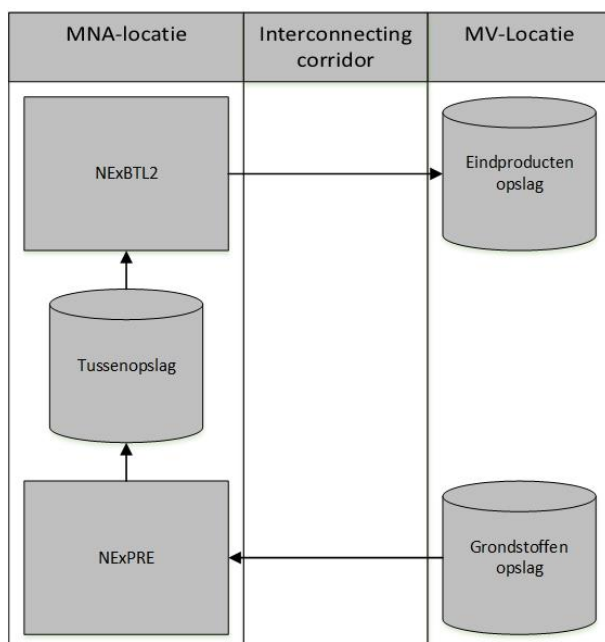 MNA-locatie
Interconnecting
corridor
MV-Locatie
NExBTL2
Eindproducten
opslag
Tussenopslag
NExPRE
Grondstoffen
opslag